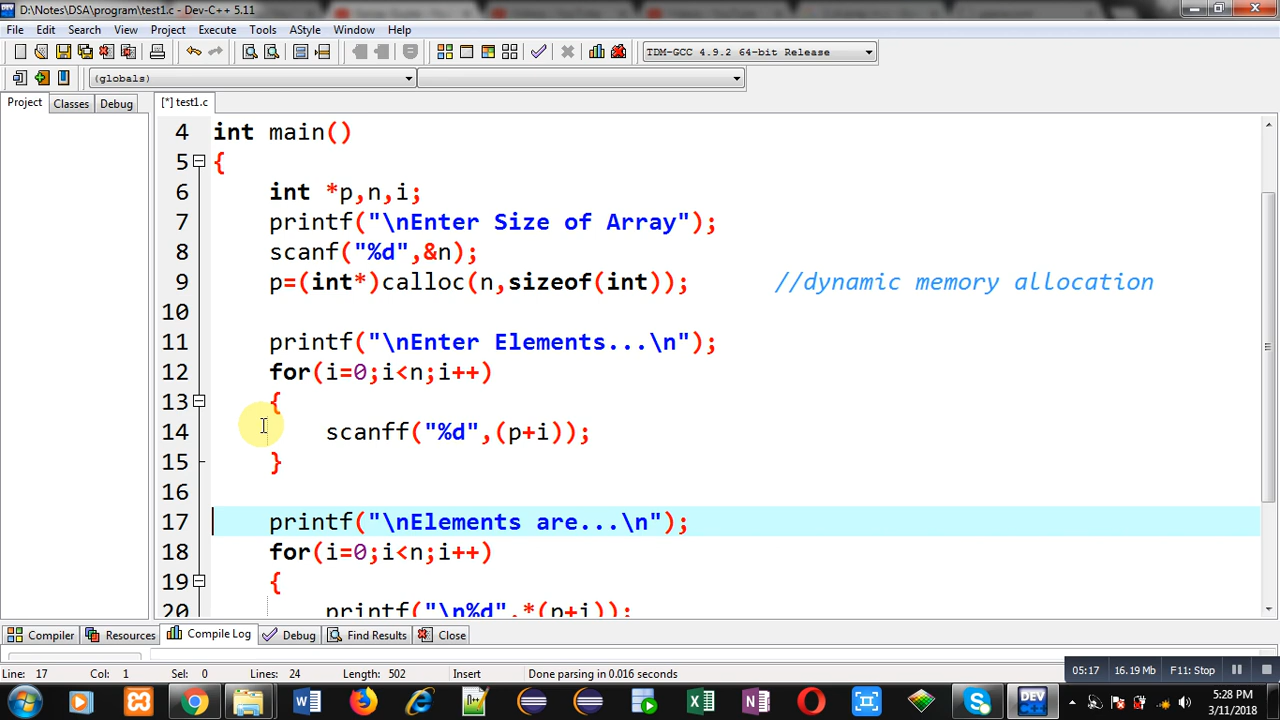 D:\Notes\DSA\program\test1.c - Dev-C++ 5.11
File Edit Search View Project Execute Tools AStyle Window Help
TDM-GCC 4.9.2 64-bit Release
(globals)
Project Classes Debug [*] test1.c
4 int main()
5 {
6 int *p,n,i;
7 printf("\nEnter Size of Array");
8 scanf("%d",&n);
9 p=(int*)calloc(n,sizeof(int)); //dynamic memory allocation
10
11 printf("\nEnter Elements...\n");
12 for(i=0;i<n;i++)
13 {
14 scanff("%d",(p+i));
15 }
16
17 printf("\nElements are...\n");
18 for(i=0;i<n;i++)
19 {
20 printf("\n%d",*(p+i));
Compiler Resources Compile Log Debug Find Results Close
Line: 17 Col: 1 Sel: 0 Lines: 24 Length: 502 Insert Done parsing in 0.016 seconds
05:17 16.19 Mb F11: Stop
5:28 PM
3/11/2018